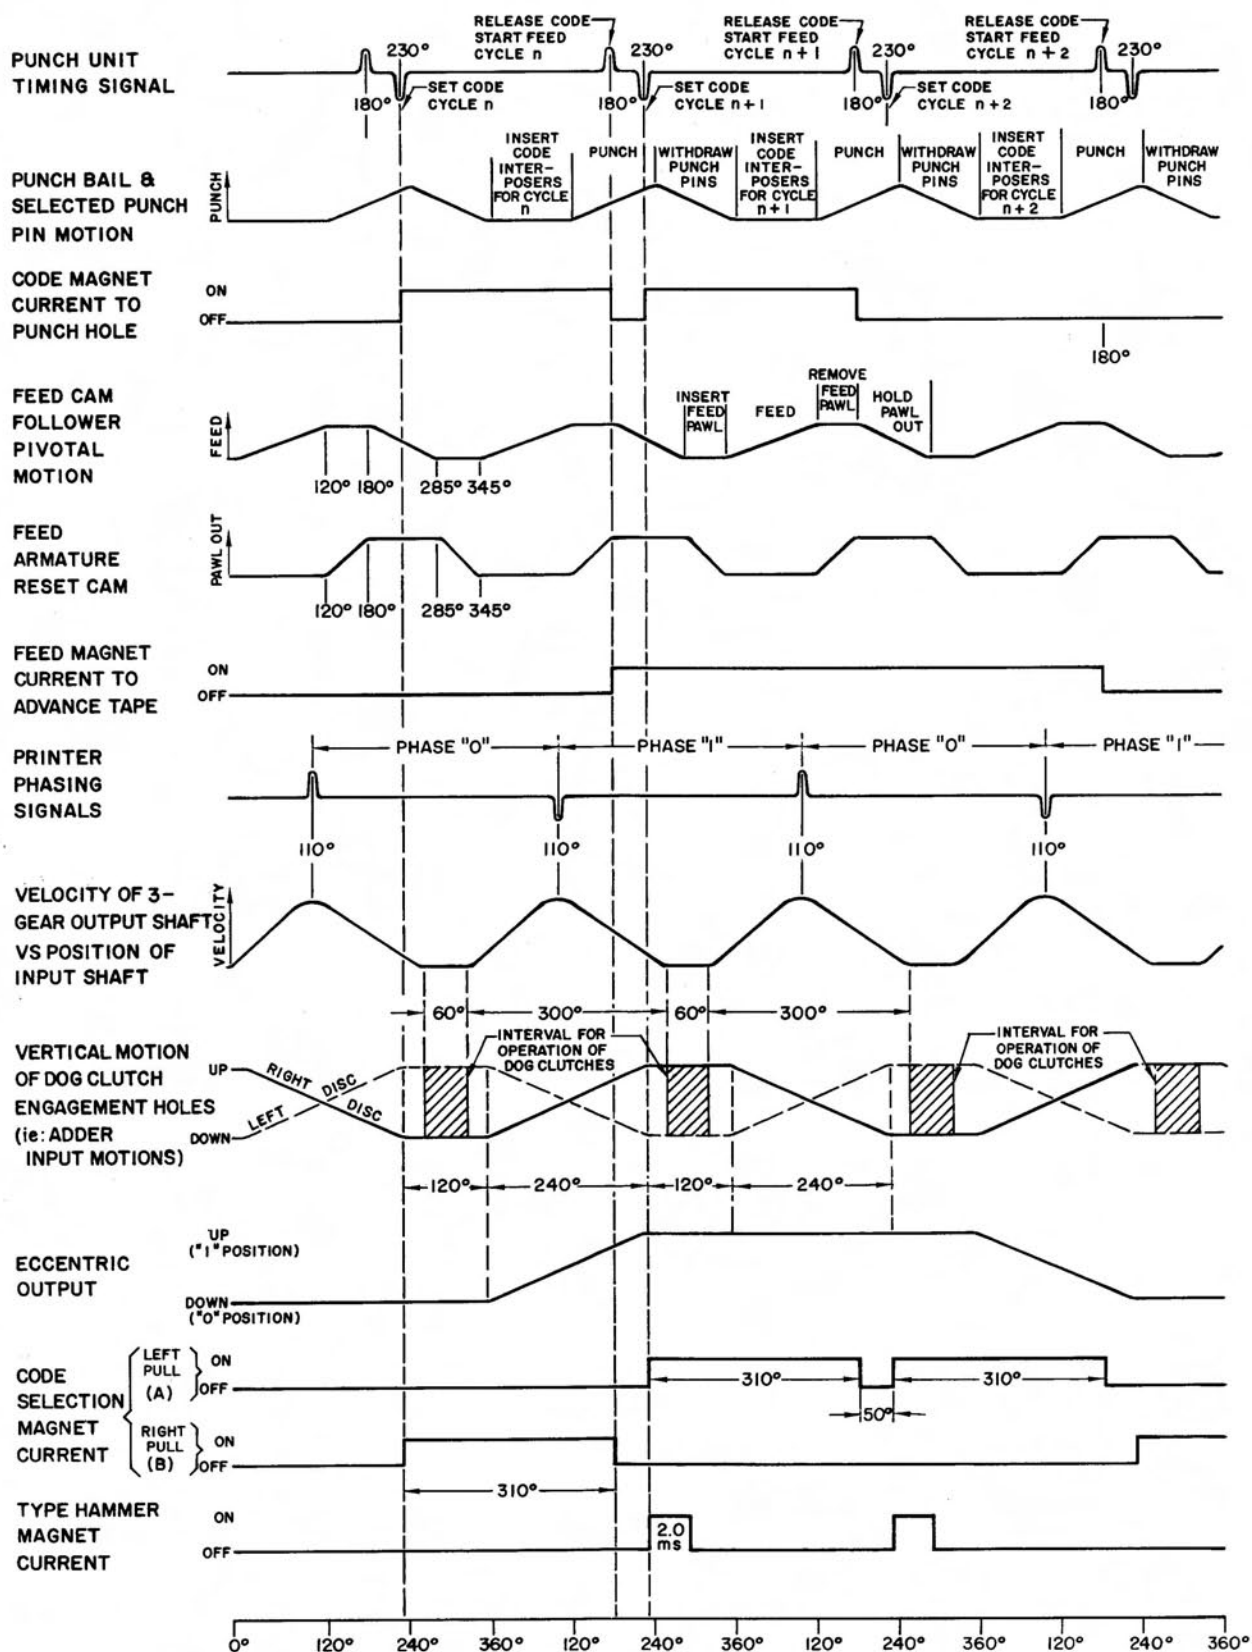 PUNCH UNIT
TIMING SIGNAL
RELEASE CODE
START FEED
CYCLE n
RELEASE CODE
START FEED
CYCLE n + 1
RELEASE CODE
START FEED
CYCLE n + 2
230°
230°
230°
230°
180°
180°
180°
180°
SET CODE
CYCLE n
SET CODE
CYCLE n + 1
SET CODE
CYCLE n + 2
PUNCH BAIL &
SELECTED PUNCH
PIN MOTION
PUNCH
INSERT
CODE
INTER-
POSERS
FOR CYCLE
n
PUNCH
WITHDRAW
PUNCH
PINS
INSERT
CODE
INTER-
POSERS
FOR CYCLE
n+1
PUNCH
WITHDRAW
PUNCH
PINS
INSERT
CODE
INTER-
POSERS
FOR CYCLE
n+2
PUNCH
WITHDRAW
PUNCH
PINS
CODE MAGNET
CURRENT TO
PUNCH HOLE
ON
OFF
180°
FEED CAM
FOLLOWER
PIVOTAL
MOTION
FEED
120° 180° 285° 345°
INSERT
FEED
PAWL
FEED
REMOVE
FEED
PAWL
HOLD
PAWL
OUT
FEED
ARMATURE
RESET CAM
PAWL OUT
120° 180° 285° 345°
FEED MAGNET
CURRENT TO
ADVANCE TAPE
ON
OFF
PRINTER
PHASING
SIGNALS
PHASE "0" PHASE "1" PHASE "0" PHASE "1"
110° 110° 110° 110°
VELOCITY OF 3-
GEAR OUTPUT SHAFT
VS POSITION OF
INPUT SHAFT
VELOCITY
60° 300° 60° 300°
VERTICAL MOTION
OF DOG CLUTCH
ENGAGEMENT HOLES
(ie: ADDER
INPUT MOTIONS)
UP
DOWN
RIGHT DISC
LEFT DISC
INTERVAL FOR
OPERATION OF
DOG CLUTCHES
INTERVAL FOR
OPERATION OF
DOG CLUTCHES
120° 240° 120° 240°
ECCENTRIC
OUTPUT
UP
("1" POSITION)
DOWN
("0" POSITION)
CODE
SELECTION
MAGNET
CURRENT
LEFT
PULL
(A)
ON
OFF
310° 310°
50°
RIGHT
PULL
(B)
ON
OFF
310°
TYPE HAMMER
MAGNET
CURRENT
ON
OFF
2.0
ms
0° 120° 240° 360° 120° 240° 360° 120° 240° 360° 120° 240° 360°